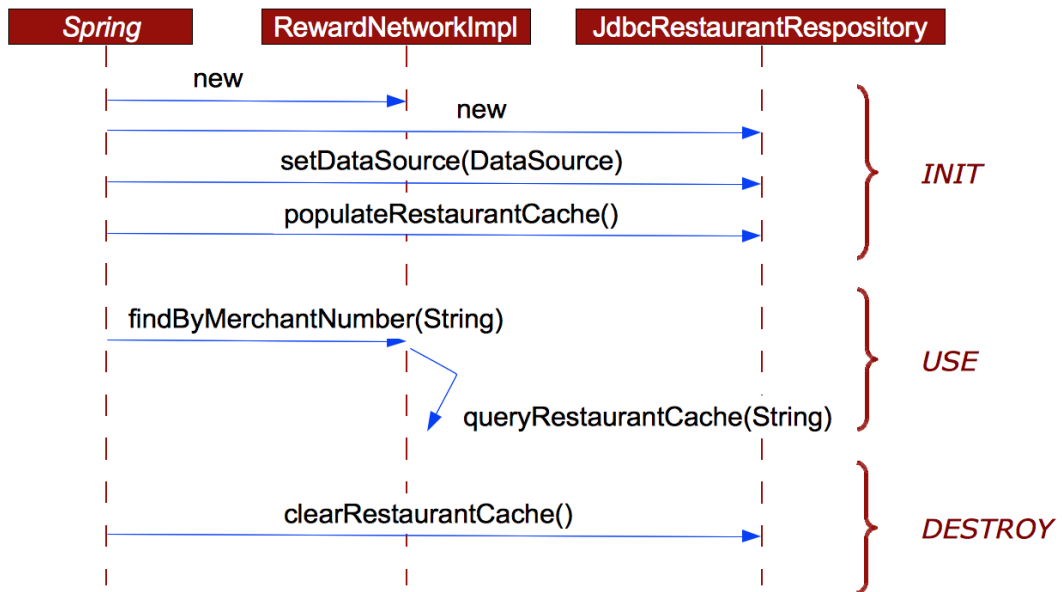 Spring
RewardNetworkImpl
JdbcRestaurantRespository
new
new
setDataSource(DataSource)
INIT
populateRestaurantCache()
findByMerchantNumber(String)
USE
queryRestaurantCache(String)
clearRestaurantCache()
DESTROY